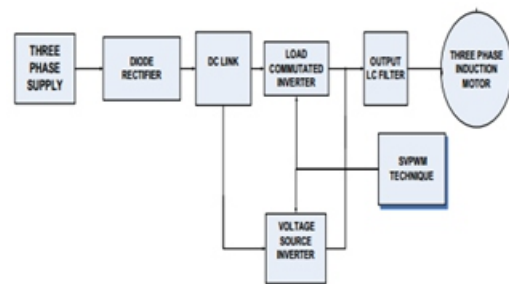 THREE
PHASE
SUPPLY
DIODE
RECTIFIER
DC LINK
LOAD
COMMUTATED
INVERTER
OUTPUT
LC FILTER
THREE PHASE
INDUCTION
MOTOR
SVPWM
TECHNIQUE
VOLTAGE
SOURCE
INVERTER